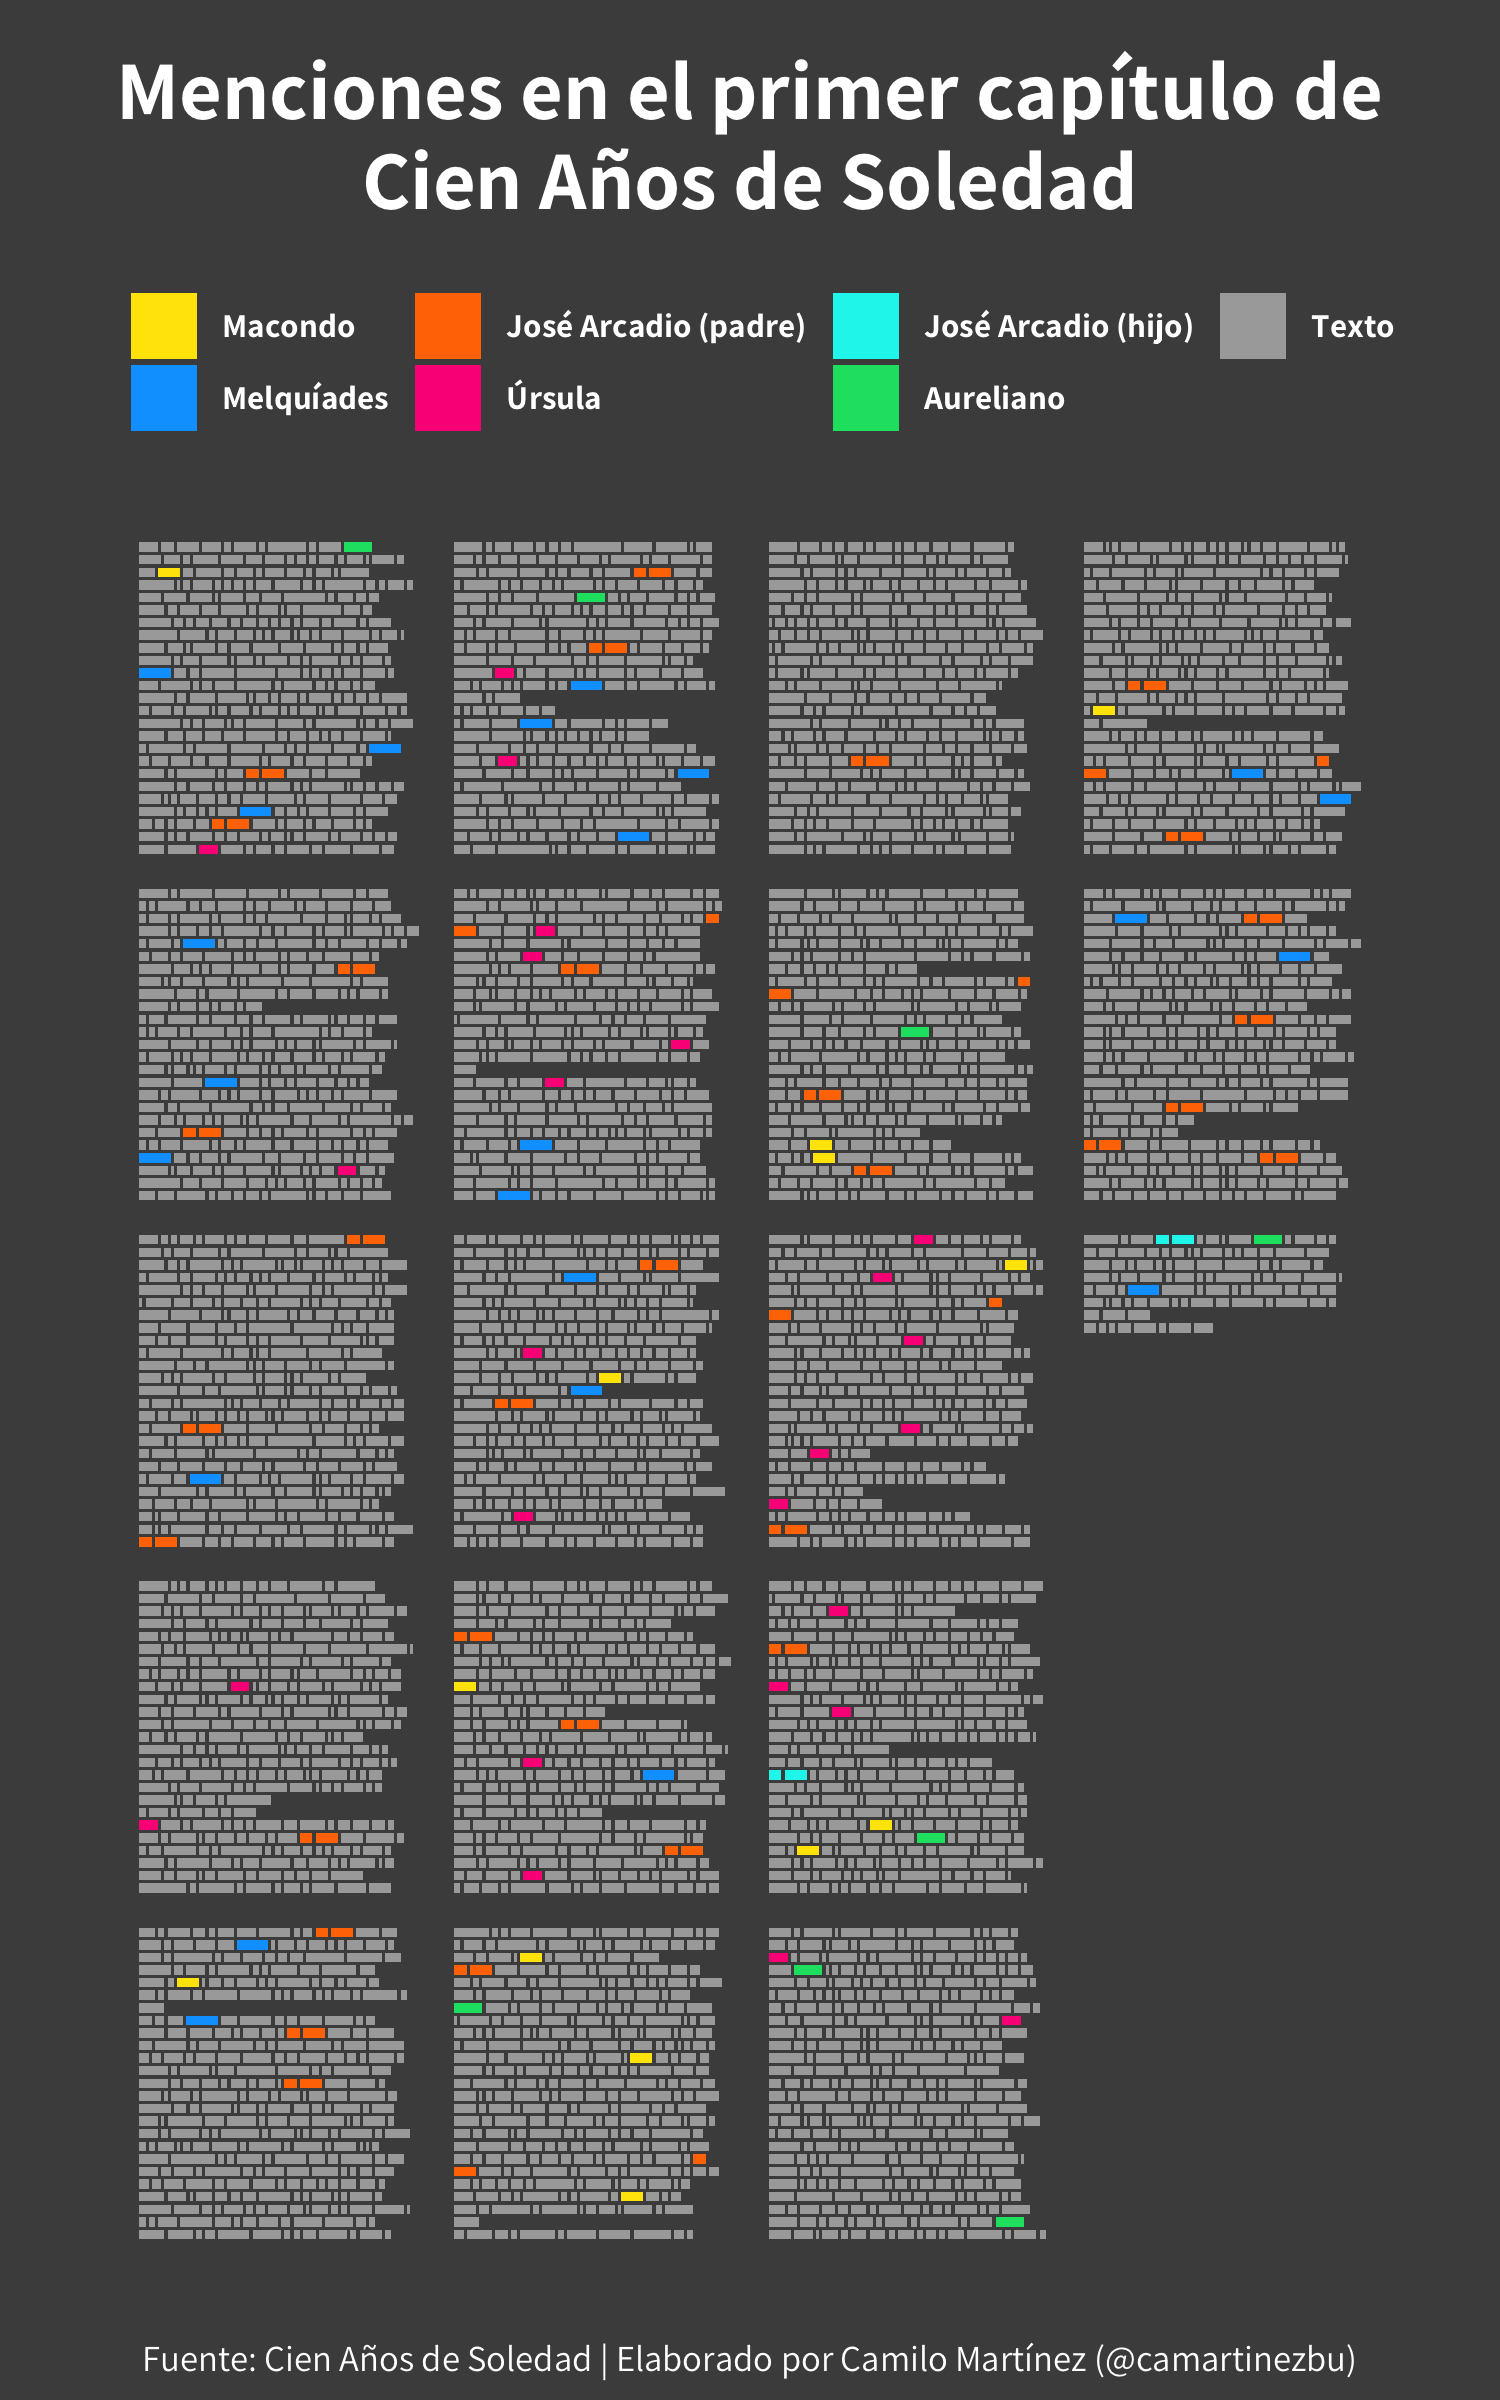 Menciones en el primer capítulo de
Cien Años de Soledad
Macondo
José Arcadio (padre)
José Arcadio (hijo)
Texto
Melquíades
Úrsula
Aureliano
Fuente: Cien Años de Soledad | Elaborado por Camilo Martínez (@camartinezbu)